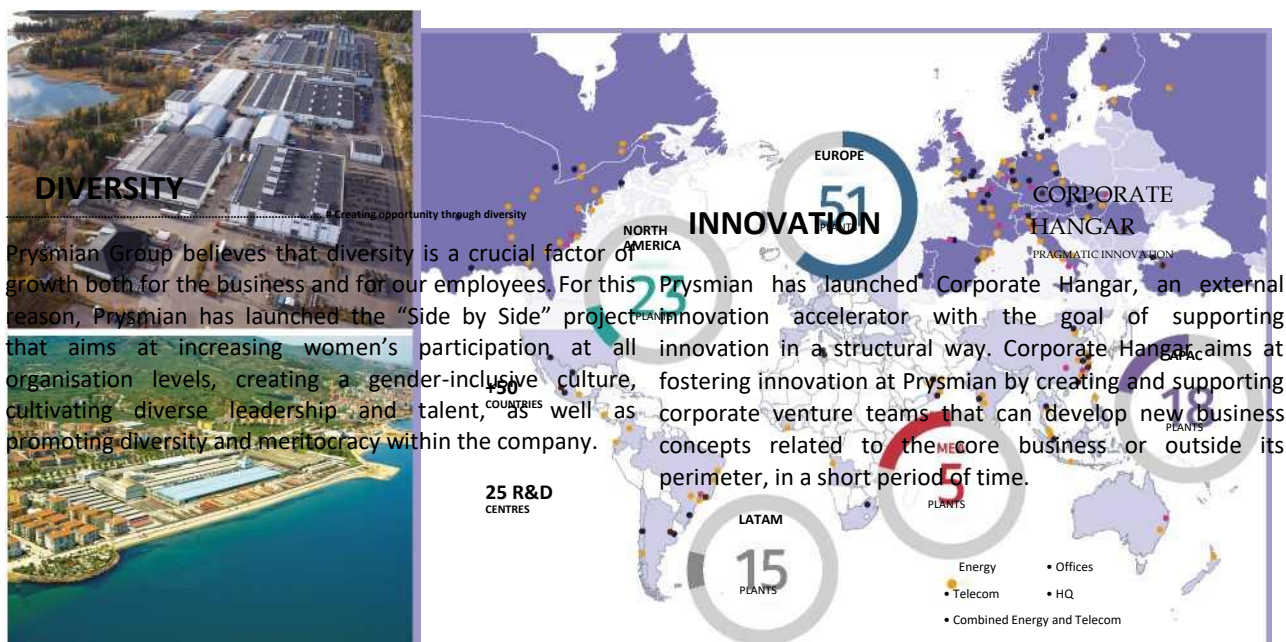 DIVERSITY
# Creating opportunity through diversity
Prysmian Group believes that diversity is a crucial factor of
growth both for the business and for our employees. For this
reason, Prysmian has launched the “Side by Side” project
that aims at increasing women’s participation at all
organisation levels, creating a gender-inclusive culture,
cultivating diverse leadership and talent, as well as
promoting diversity and meritocracy within the company.
+50
COUNTRIES
25 R&D
CENTRES
NORTH
AMERICA
23
PLANTS
EUROPE
51
PLANTS
INNOVATION
CORPORATE
HANGAR
PRAGMATIC INNOVATION
Prysmian has launched Corporate Hangar, an external
innovation accelerator with the goal of supporting
innovation in a structural way. Corporate Hangar aims at
fostering innovation at Prysmian by creating and supporting
corporate venture teams that can develop new business
concepts related to the core business or outside its
perimeter, in a short period of time.
APAC
18
PLANTS
MEA
5
PLANTS
LATAM
15
PLANTS
Energy
• Offices
• Telecom
• HQ
• Combined Energy and Telecom